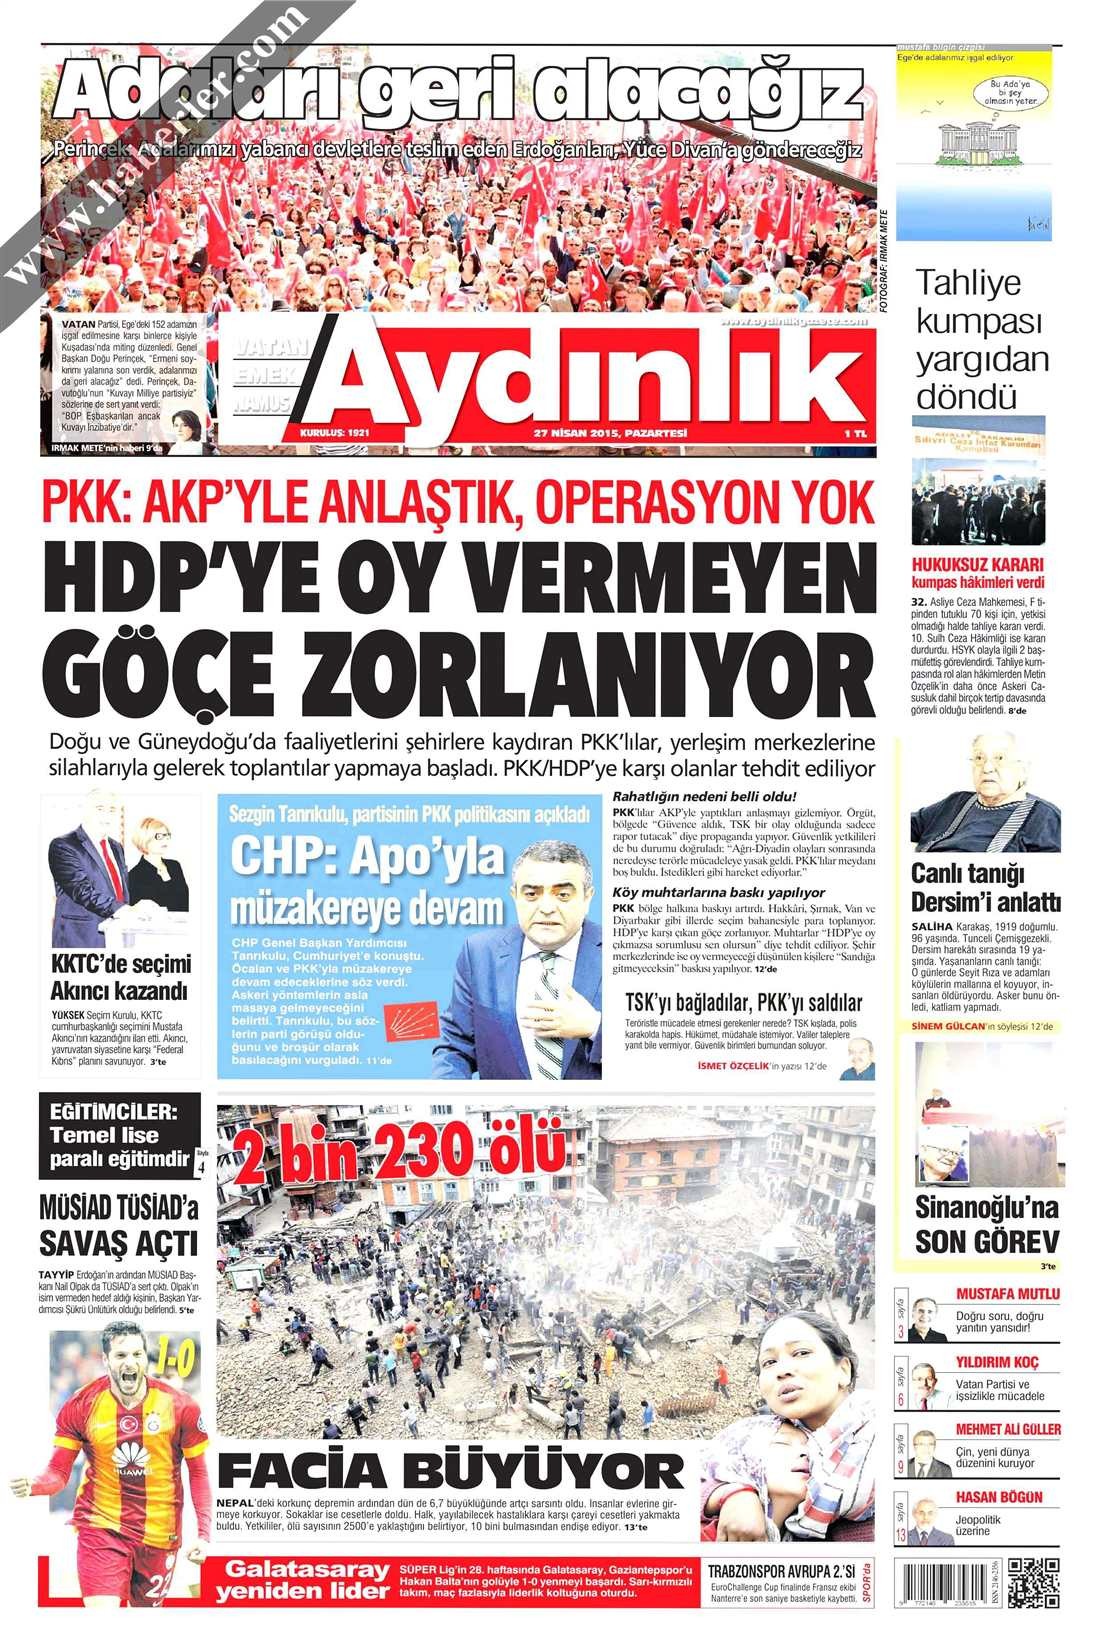 www.haberler.com
Adaları geri alacağız
Perinçek: Adalarımızı yabancı devletlere teslim eden Erdoğanları, Yüce Divan'a göndereceğiz
FOTOĞRAF: IRMAK METE
VATAN Partisi, Ege'deki 152 adamızın
işgal edilmesine karşı binlerce kişiyle
Kuşadası'nda miting düzenledi. Genel
Başkan Doğu Perinçek, "Ermeni soy-
kırımı yalanına son verdik, adalarımızı
da geri alacağız" dedi. Perinçek, Da-
vutoğlu'nun "Kuvayı Milliye partisiyiz"
sözlerine de sert yanıt verdi:
"BOP Eşbaşkanları ancak
Kuvayı İnzibatiye'dir."
IRMAK METE'nin haberi 9'da
VATAN
EMEK
NAMUS
www.aydinlikgazete.com
Aydınlık
KURULUŞ: 1921
27 NİSAN 2015, PAZARTESİ
1 TL
mustafa bilgin çizgisi
Ege'de adalarımız işgal ediliyor
Bu Ada'ya
bi şey
olmasın yeter..
Tahliye
kumpası
yargıdan
döndü
Silivri Ceza İnfaz Kurumları
Kampüsü
HUKUKSUZ KARARI
kumpas hâkimleri verdi
32. Asliye Ceza Mahkemesi, F ti-
pinden tutuklu 70 kişi için, yetkisi
olmadığı halde tahliye kararı verdi.
10. Sulh Ceza Hâkimliği ise kararı
durdurdu. HSYK olayla ilgili 2 baş-
müfettiş görevlendirdi. Tahliye kum-
pasında rol alan hâkimlerden Metin
Özçelik'in daha önce Askeri Ca-
susluk dahil birçok tertip davasında
görevli olduğu belirlendi. 8'de
PKK: AKP'YLE ANLAŞTIK, OPERASYON YOK
HDP'YE OY VERMEYEN
GÖÇE ZORLANIYOR
Doğu ve Güneydoğu'da faaliyetlerini şehirlere kaydıran PKK'lılar, yerleşim merkezlerine
silahlarıyla gelerek toplantılar yapmaya başladı. PKK/HDP'ye karşı olanlar tehdit ediliyor
KKTC'de seçimi
Akıncı kazandı
YÜKSEK Seçim Kurulu, KKTC
cumhurbaşkanlığı seçimini Mustafa
Akıncı'nın kazandığını ilan etti. Akıncı,
yavruvatan siyasetine karşı "Federal
Kıbrıs" planını savunuyor. 3'te
Sezgin Tanrıkulu, partisinin PKK politikasını açıkladı
CHP: Apo'yla
müzakereye devam
CHP Genel Başkan Yardımcısı
Tanrıkulu, Cumhuriyet'e konuştu.
Öcalan ve PKK'yla müzakereye
devam edeceklerine söz verdi.
Askeri yöntemlerin asla
masaya gelmeyeceğini
belirtti. Tanrıkulu, bu söz-
lerin parti görüşü oldu-
ğunu ve broşür olarak
basılacağını vurguladı. 11'de
Rahatlığın nedeni belli oldu!
PKK'lılar AKP'yle yaptıkları anlaşmayı gizlemiyor. Örgüt,
bölgede "Güvence aldık, TSK bir olay olduğunda sadece
rapor tutacak" diye propaganda yapıyor. Güvenlik yetkilileri
de bu durumu doğruladı: "Ağrı-Diyadin olayları sonrasında
neredeyse terörle mücadeleye yasak geldi. PKK'lılar meydanı
boş buldu. İstedikleri gibi hareket ediyorlar."
Köy muhtarlarına baskı yapılıyor
PKK bölge halkına baskıyı artırdı. Hakkâri, Şırnak, Van ve
Diyarbakır gibi illerde seçim bahanesiyle para toplanıyor.
HDP'ye karşı çıkan göçe zorlanıyor. Muhtarlar "HDP'ye oy
çıkmazsa sorumlusu sen olursun" diye tehdit ediliyor. Şehir
merkezlerinde ise oy vermeyeceği düşünülen kişilere "Sandığa
gitmeyeceksin" baskısı yapılıyor. 12'de
TSK'yı bağladılar, PKK'yı saldılar
Teröristle mücadele etmesi gerekenler nerede? TSK kışlada, polis
karakolda hapis. Hükümet, müdahale istemiyor. Valiler taleplere
yanıt bile vermiyor. Güvenlik birimleri bumundan soluyor.
İSMET ÖZÇELİK'in yazısı 12'de
Canlı tanığı
Dersim'i anlattı
SALİHA Karakaş, 1919 doğumlu.
96 yaşında. Tunceli Çemişgezekli.
Dersim harekâtı sırasında 19 ya-
şında. Yaşananların canlı tanığı:
O günlerde Seyit Rıza ve adamları
köylülerin mallarına el koyuyor, in-
sanları öldürüyordu. Asker bunu ön-
ledi, katliam yapmadı.
SİNEM GÜLCAN'ın söyleşisi 12'de
Sinanoğlu'na
SON GÖREV
3'te
EĞİTİMCİLER:
Temel lise
paralı eğitimdir
Sayfa
4
MÜSİAD TÜSİAD'a
SAVAŞ AÇTI
TAYYİP Erdoğan'ın ardından MÜSİAD Baş-
kanı Nail Olpak da TÜSİAD'a sert çıktı. Olpak'ın
isim vermeden hedef aldığı kişinin, Başkan Yar-
dımcısı Şükrü Ünlütürk olduğu belirlendi. 5'te
1-0
HUAWEI
22
2 bin 230 ölü
FACİA BÜYÜYOR
NEPAL'deki korkunç depremin ardından dün de 6,7 büyüklüğünde artçı sarsıntı oldu. İnsanlar evlerine gir-
meye korkuyor. Sokaklar ise cesetlerle doldu. Halk, yayılabilecek hastalıklara karşı çareyi cesetleri yakmakta
buldu. Yetkililer, ölü sayısının 2500'e yaklaştığını belirtiyor, 10 bini bulmasından endişe ediyor. 13'te
Galatasaray
yeniden lider
SÜPER Lig'in 28. haftasında Galatasaray, Gaziantepspor'u
Hakan Balta'nın golüyle 1-0 yenmeyi başardı. Sarı-kırmızılı
takım, maç fazlasıyla liderlik koltuğuna oturdu.
TRABZONSPOR AVRUPA 2.'Sİ
EuroChallenge Cup finalinde Fransız ekibi
Nanterre'e son saniye basketiyle kaybetti.
SPOR'da
MUSTAFA MUTLU
Doğru soru, doğru
yanıtın yarısıdır!
sayfa
3
YILDIRIM KOÇ
Vatan Partisi ve
işsizlikle mücadele
sayfa
6
MEHMET ALİ GÜLLER
Çin, yeni dünya
düzenini kuruyor
sayfa
9
HASAN BÖGÜN
Jeopolitik
üzerine
sayfa
13